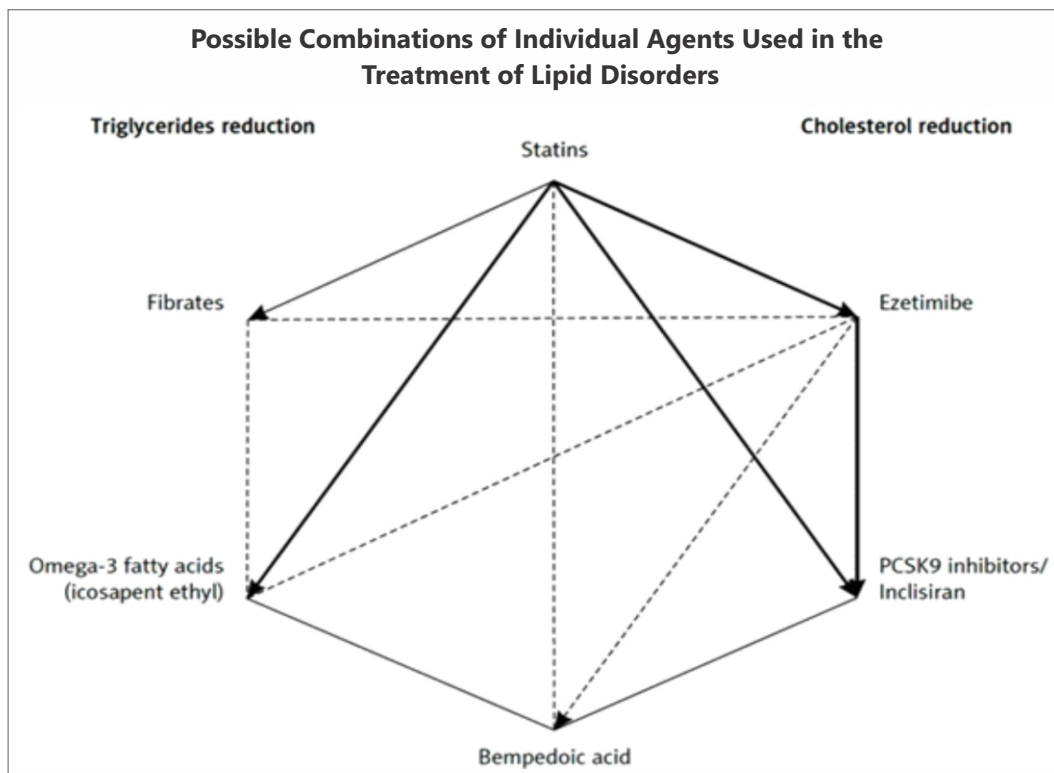 Possible Combinations of Individual Agents Used in the
Treatment of Lipid Disorders
Triglycerides reduction
Cholesterol reduction
Statins
Fibrates
Ezetimibe
Omega-3 fatty acids
(icosapent ethyl)
PCSK9 inhibitors/
Inclisiran
Bempedoic acid